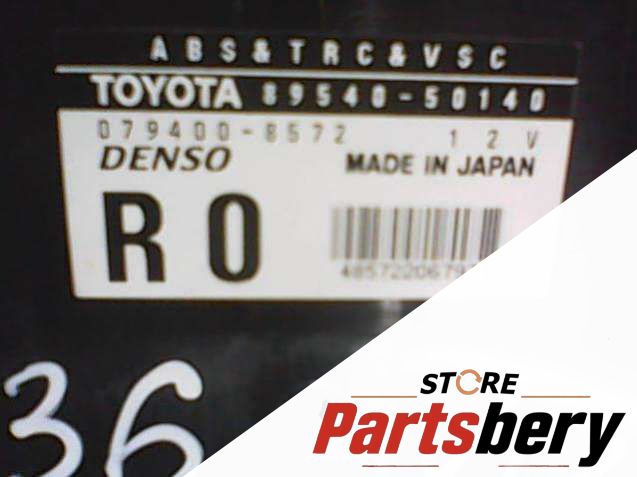 ABS&TRC&VSC
TOYOTA 89540-50140
079400-8572 12V
DENSO MADE IN JAPAN
R0
36
STORE
Partsbery